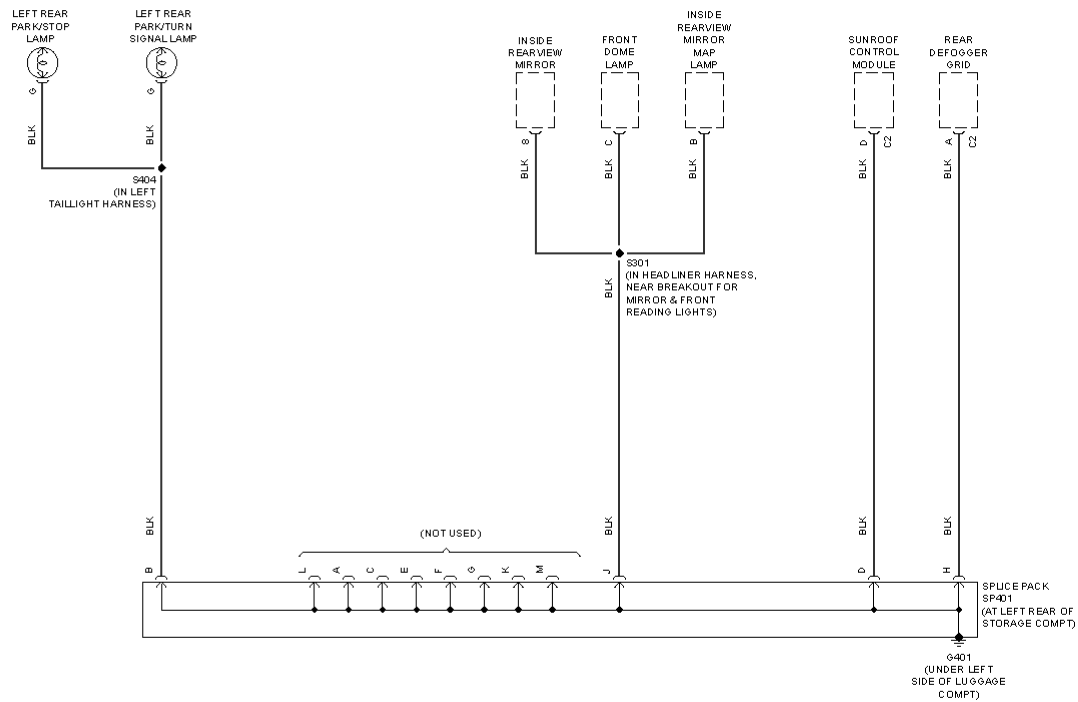 LEFT REAR
PARK/STOP
LAMP
LEFT REAR
PARK/TURN
SIGNAL LAMP
INSIDE
REARVIEW
MIRROR
FRONT
DOME
LAMP
INSIDE
REARVIEW
MIRROR
MAP
LAMP
SUNROOF
CONTROL
MODULE
REAR
DEFOGGER
GRID
G
G
8
C
B
D
C2
A
C2
BLK
BLK
BLK
BLK
BLK
BLK
BLK
S404
(IN LEFT
TAILLIGHT HARNESS)
S301
(IN HEADLINER HARNESS,
NEAR BREAKOUT FOR
MIRROR & FRONT
READING LIGHTS)
BLK
BLK
BLK
BLK
BLK
(NOT USED)
B
L
A
C
E
F
G
K
M
J
D
H
SPLICE PACK
SP401
(AT LEFT REAR OF
STORAGE COMPT)
G401
(UNDER LEFT
SIDE OF LUGGAGE
COMPT)